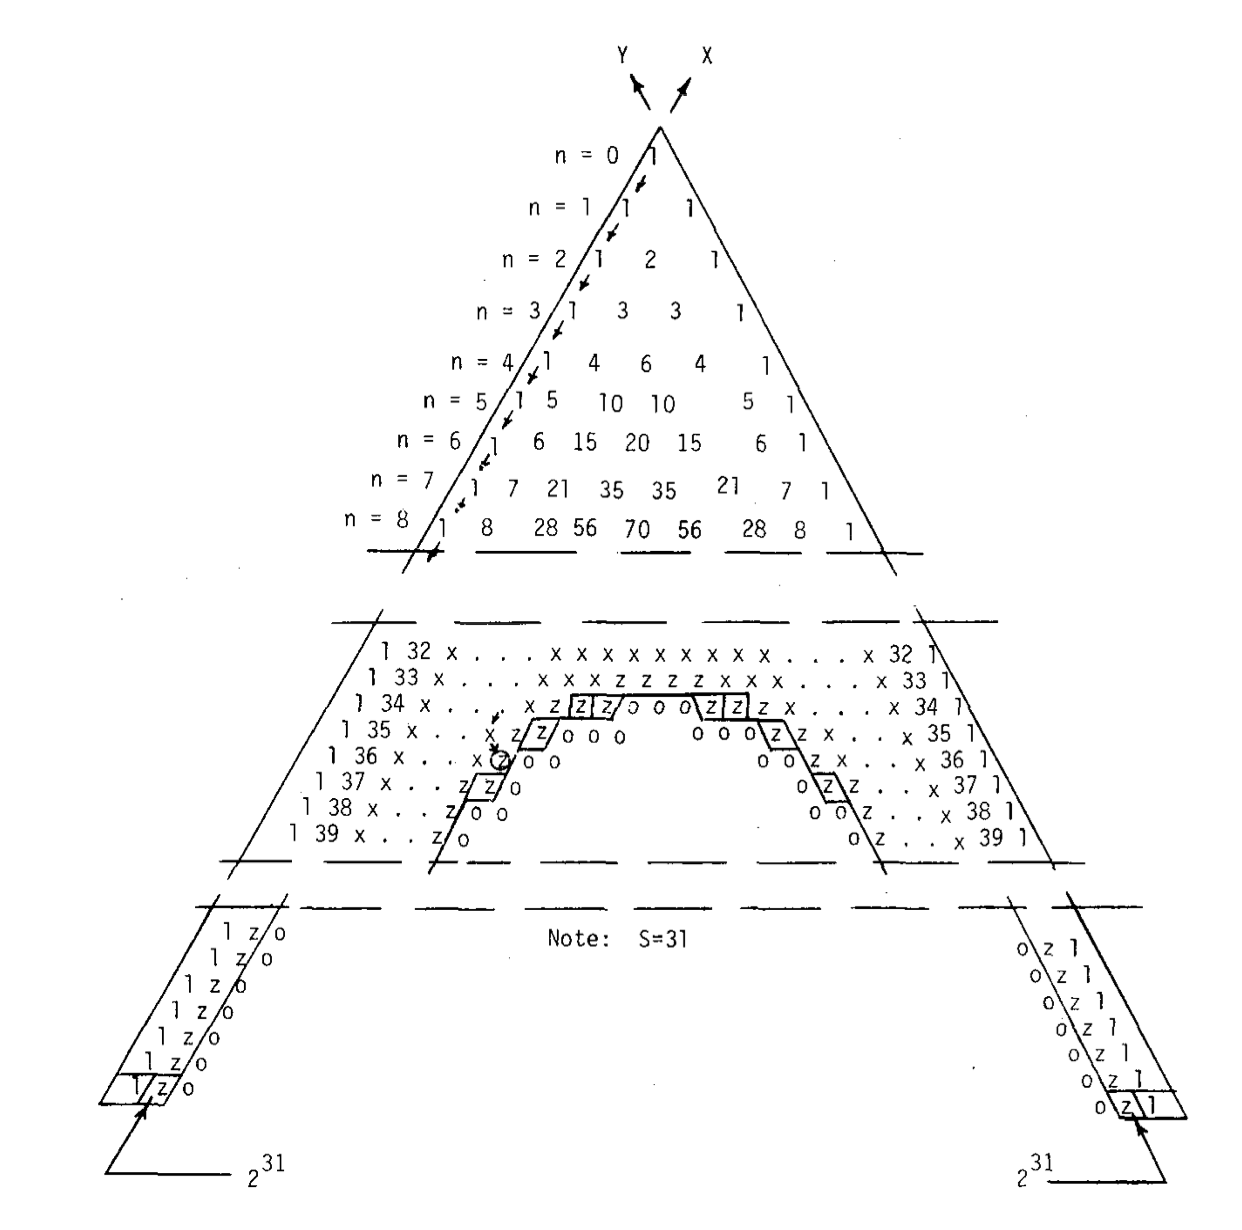 Y X
n = 0 1
n = 1 1 1
n = 2 1 2 1
n = 3 1 3 3 1
n = 4 1 4 6 4 1
n = 5 1 5 10 10 5 1
n = 6 1 6 15 20 15 6 1
n = 7 1 7 21 35 35 21 7 1
n = 8 1 8 28 56 70 56 28 8 1
1 32 x . . . x x x x x x x x x . . . x 32 1
1 33 x . . . x x x z z z z x x x . . . x 33 1
1 34 x . . . . x z z z o o o z z z x . . . x 34 1
1 35 x . . x z z o o o o o o z z x . . x 35 1
1 36 x . . x z o o o o z x . . x 36 1
1 37 x . . z z o o z z . . x 37 1
1 38 x . . z o o o o z . . x 38 1
1 39 x . . z o o z . . x 39 1
Note: S=31
1 z o o z 1
1 z o o z 1
1 z o o z 1
1 z o o z 1
1 z o o z 1
1 z o o z 1
1 z o o z 1
2^31 2^31